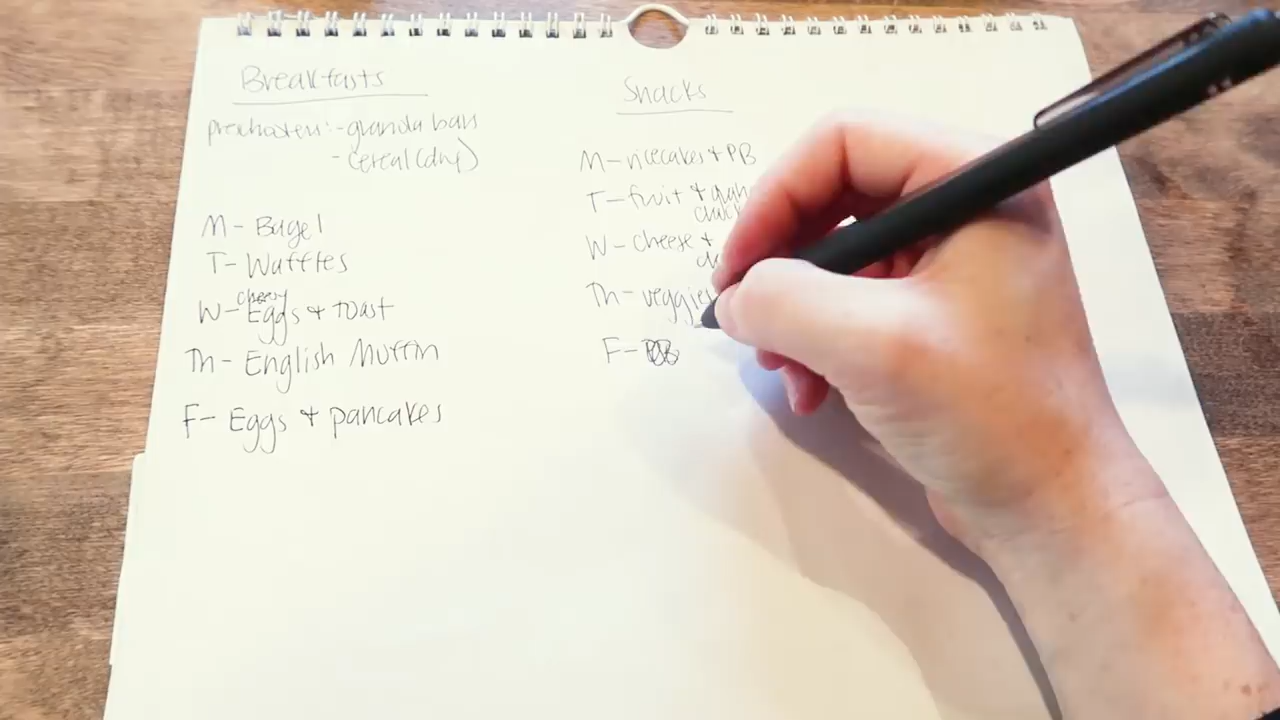 Breakfasts
preschoolers: - granola bars
- cereal (dry)
M - Bagel
T - Waffles
cheesy
W - Eggs & Toast
Th - English Muffin
F - Eggs & pancakes
Snacks
M - ricecakes & PB
T - fruit &
W - cheese &
Th - veggies
F -